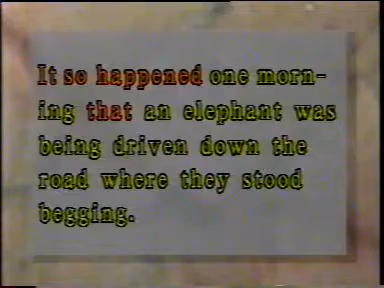 It so happened one morn-
ing that an elephant was
being driven down the
road where they stood
begging.